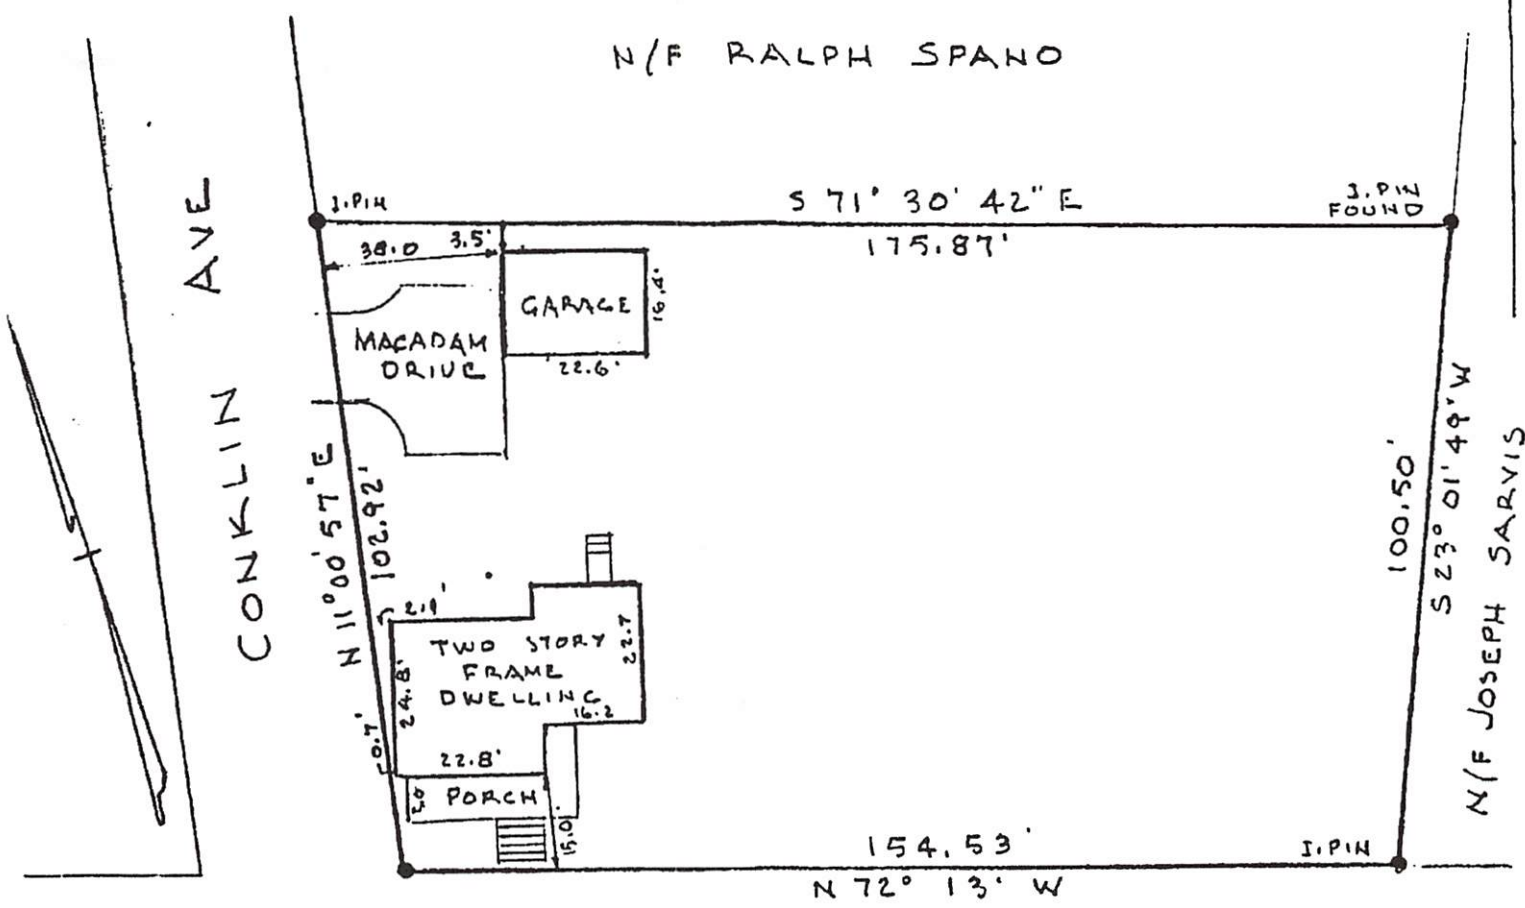 N/F RALPH SPANO
I.PIN
S 71° 30' 42" E
I.PIN
FOUND
175.87'
38.0
3.5'
GARAGE
22.6'
MACADAM
DRIVE
CONKLIN AVE
N 11° 00' 57" E
102.92'
100.50'
S 23° 01' 49" W
N/F JOSEPH SARVIS
2.1'
TWO STORY
FRAME
DWELLING
24.8'
22.7
16.2
0.7'
22.8'
PORCH
15.0'
154.53'
I.PIN
N 72° 13' W